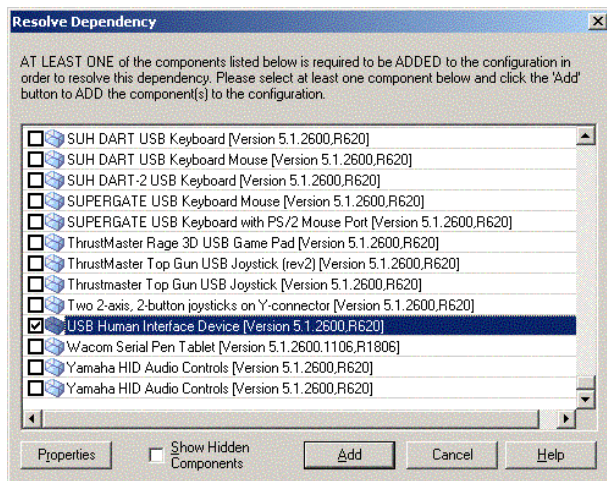 Resolve Dependency
AT LEAST ONE of the components listed below is required to be ADDED to the configuration in
order to resolve this dependency. Please select at least one component below and click the 'Add'
button to ADD the component(s) to the configuration.
SUH DART USB Keyboard [Version 5.1.2600,R620]
SUH DART USB Keyboard Mouse [Version 5.1.2600,R620]
SUH DART-2 USB Keyboard [Version 5.1.2600,R620]
SUPERGATE USB Keyboard Mouse [Version 5.1.2600,R620]
SUPERGATE USB Keyboard with PS/2 Mouse Port [Version 5.1.2600,R620]
ThrustMaster Rage 3D USB Game Pad [Version 5.1.2600,R620]
ThrustMaster Top Gun USB Joystick (rev2) [Version 5.1.2600,R620]
Thrustmaster Top Gun USB Joystick [Version 5.1.2600,R620]
Two 2-axis, 2-button joysticks on Y-connector [Version 5.1.2600,R620]
USB Human Interface Device [Version 5.1.2600,R620]
Wacom Serial Pen Tablet [Version 5.1.2600.1106,R1806]
Yamaha HID Audio Controls [Version 5.1.2600,R620]
Yamaha HID Audio Controls [Version 5.1.2600,R620]
Properties
Show Hidden
Components
Add
Cancel
Help